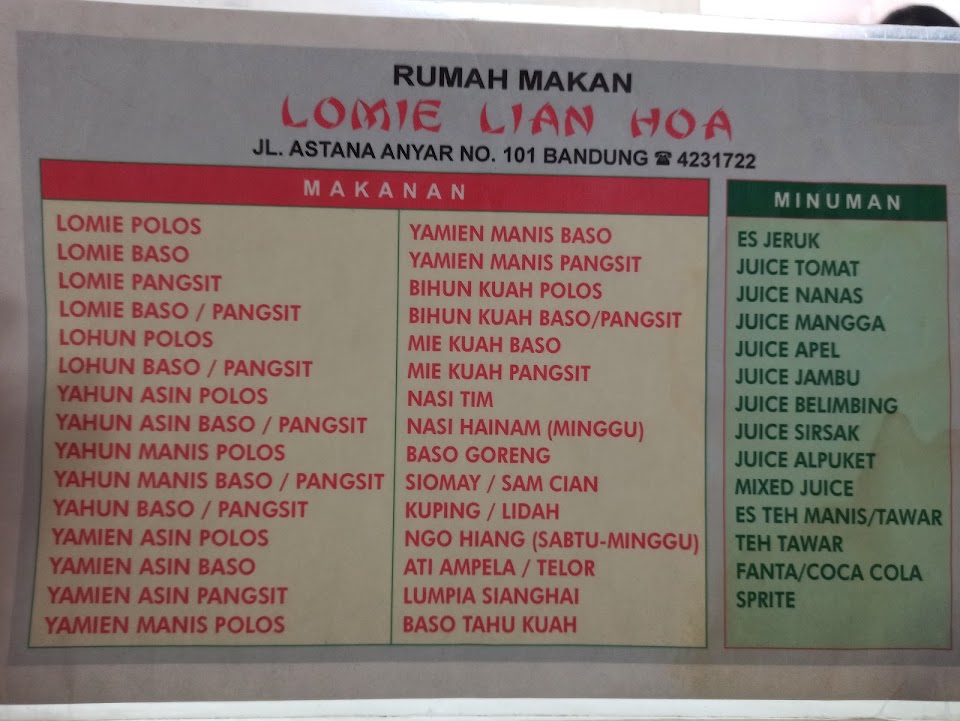 RUMAH MAKAN
LOMIE LIAN HOA
JL. ASTANA ANYAR NO. 101 BANDUNG ☎ 4231722
MAKANAN
LOMIE POLOS
LOMIE BASO
LOMIE PANGSIT
LOMIE BASO / PANGSIT
LOHUN POLOS
LOHUN BASO / PANGSIT
YAHUN ASIN POLOS
YAHUN ASIN BASO / PANGSIT
YAHUN MANIS POLOS
YAHUN MANIS BASO / PANGSIT
YAHUN BASO / PANGSIT
YAMIEN ASIN POLOS
YAMIEN ASIN BASO
YAMIEN ASIN PANGSIT
YAMIEN MANIS POLOS
YAMIEN MANIS BASO
YAMIEN MANIS PANGSIT
BIHUN KUAH POLOS
BIHUN KUAH BASO/PANGSIT
MIE KUAH BASO
MIE KUAH PANGSIT
NASI TIM
NASI HAINAM (MINGGU)
BASO GORENG
SIOMAY / SAM CIAN
KUPING / LIDAH
NGO HIANG (SABTU-MINGGU)
ATI AMPELA / TELOR
LUMPIA SIANGHAI
BASO TAHU KUAH
MINUMAN
ES JERUK
JUICE TOMAT
JUICE NANAS
JUICE MANGGA
JUICE APEL
JUICE JAMBU
JUICE BELIMBING
JUICE SIRSAK
JUICE ALPUKET
MIXED JUICE
ES TEH MANIS/TAWAR
TEH TAWAR
FANTA/COCA COLA
SPRITE